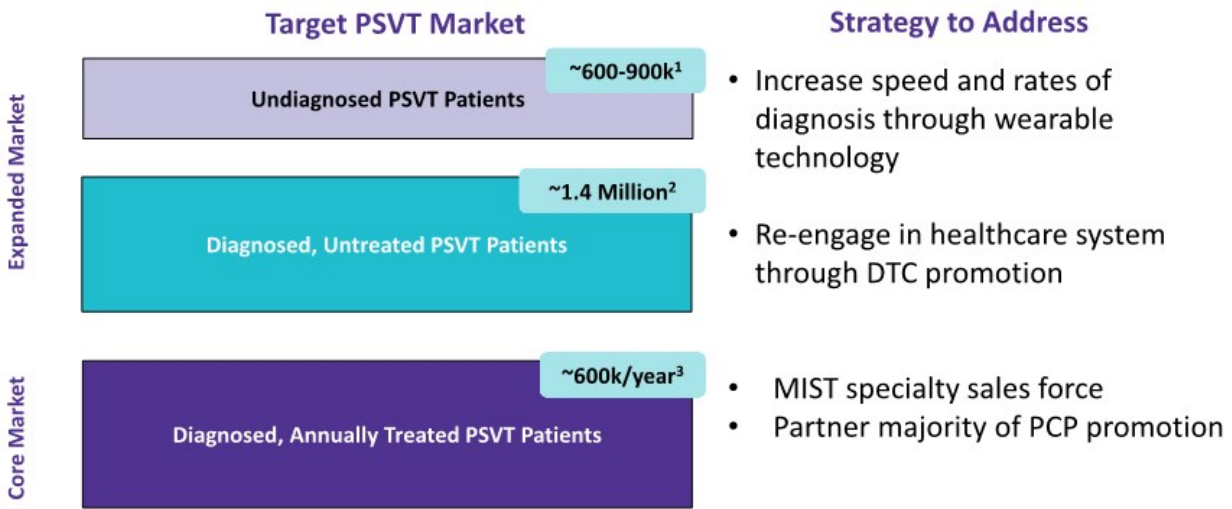 Target PSVT Market
Strategy to Address
Expanded Market
~600-900k¹
Undiagnosed PSVT Patients
• Increase speed and rates of
diagnosis through wearable
technology
~1.4 Million²
Diagnosed, Untreated PSVT Patients
• Re-engage in healthcare system
through DTC promotion
Core Market
~600k/year³
Diagnosed, Annually Treated PSVT Patients
• MIST specialty sales force
• Partner majority of PCP promotion